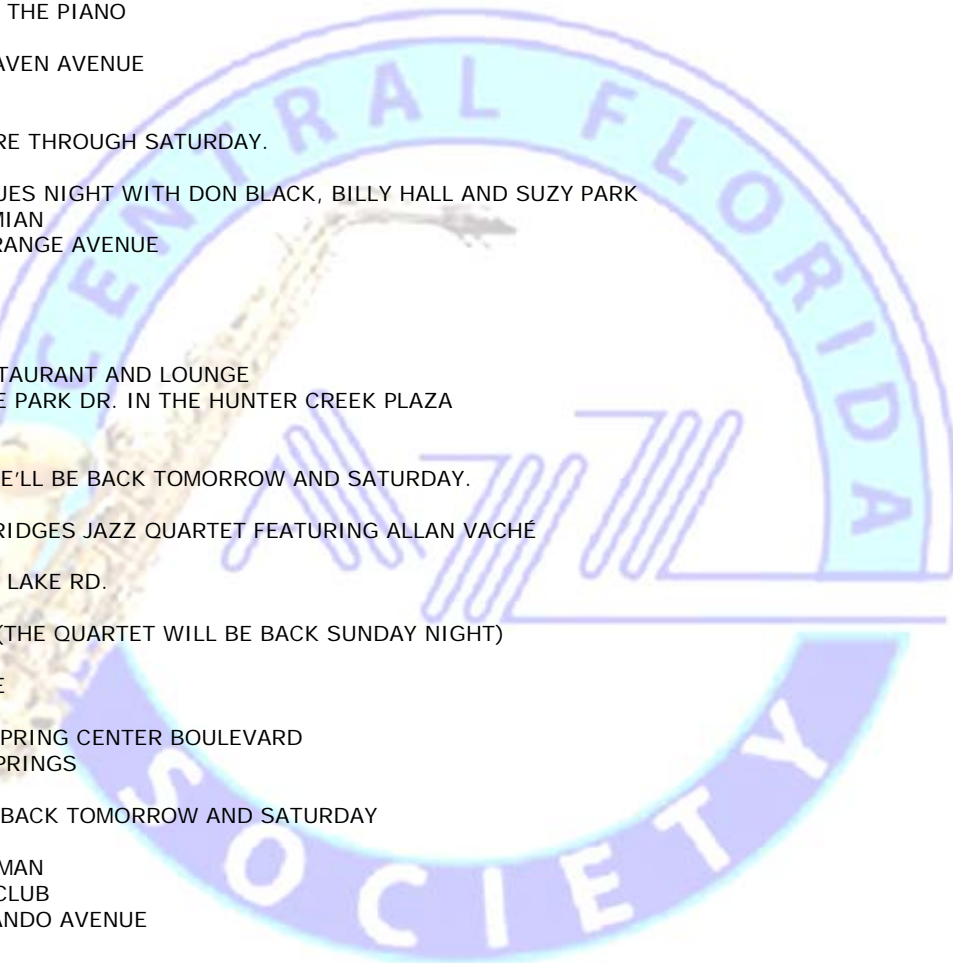 THE PIANO
AVEN AVENUE
RE THROUGH SATURDAY.
UES NIGHT WITH DON BLACK, BILLY HALL AND SUZY PARK
MIAN
RANGE AVENUE
TAURANT AND LOUNGE
E PARK DR. IN THE HUNTER CREEK PLAZA
E'LL BE BACK TOMORROW AND SATURDAY.
RIDGES JAZZ QUARTET FEATURING ALLAN VACHÉ
LAKE RD.
(THE QUARTET WILL BE BACK SUNDAY NIGHT)
E
PRING CENTER BOULEVARD
PRINGS
BACK TOMORROW AND SATURDAY
MAN
CLUB
ANDO AVENUE
CENTRAL FLORIDA
AZZ
SOCIETY